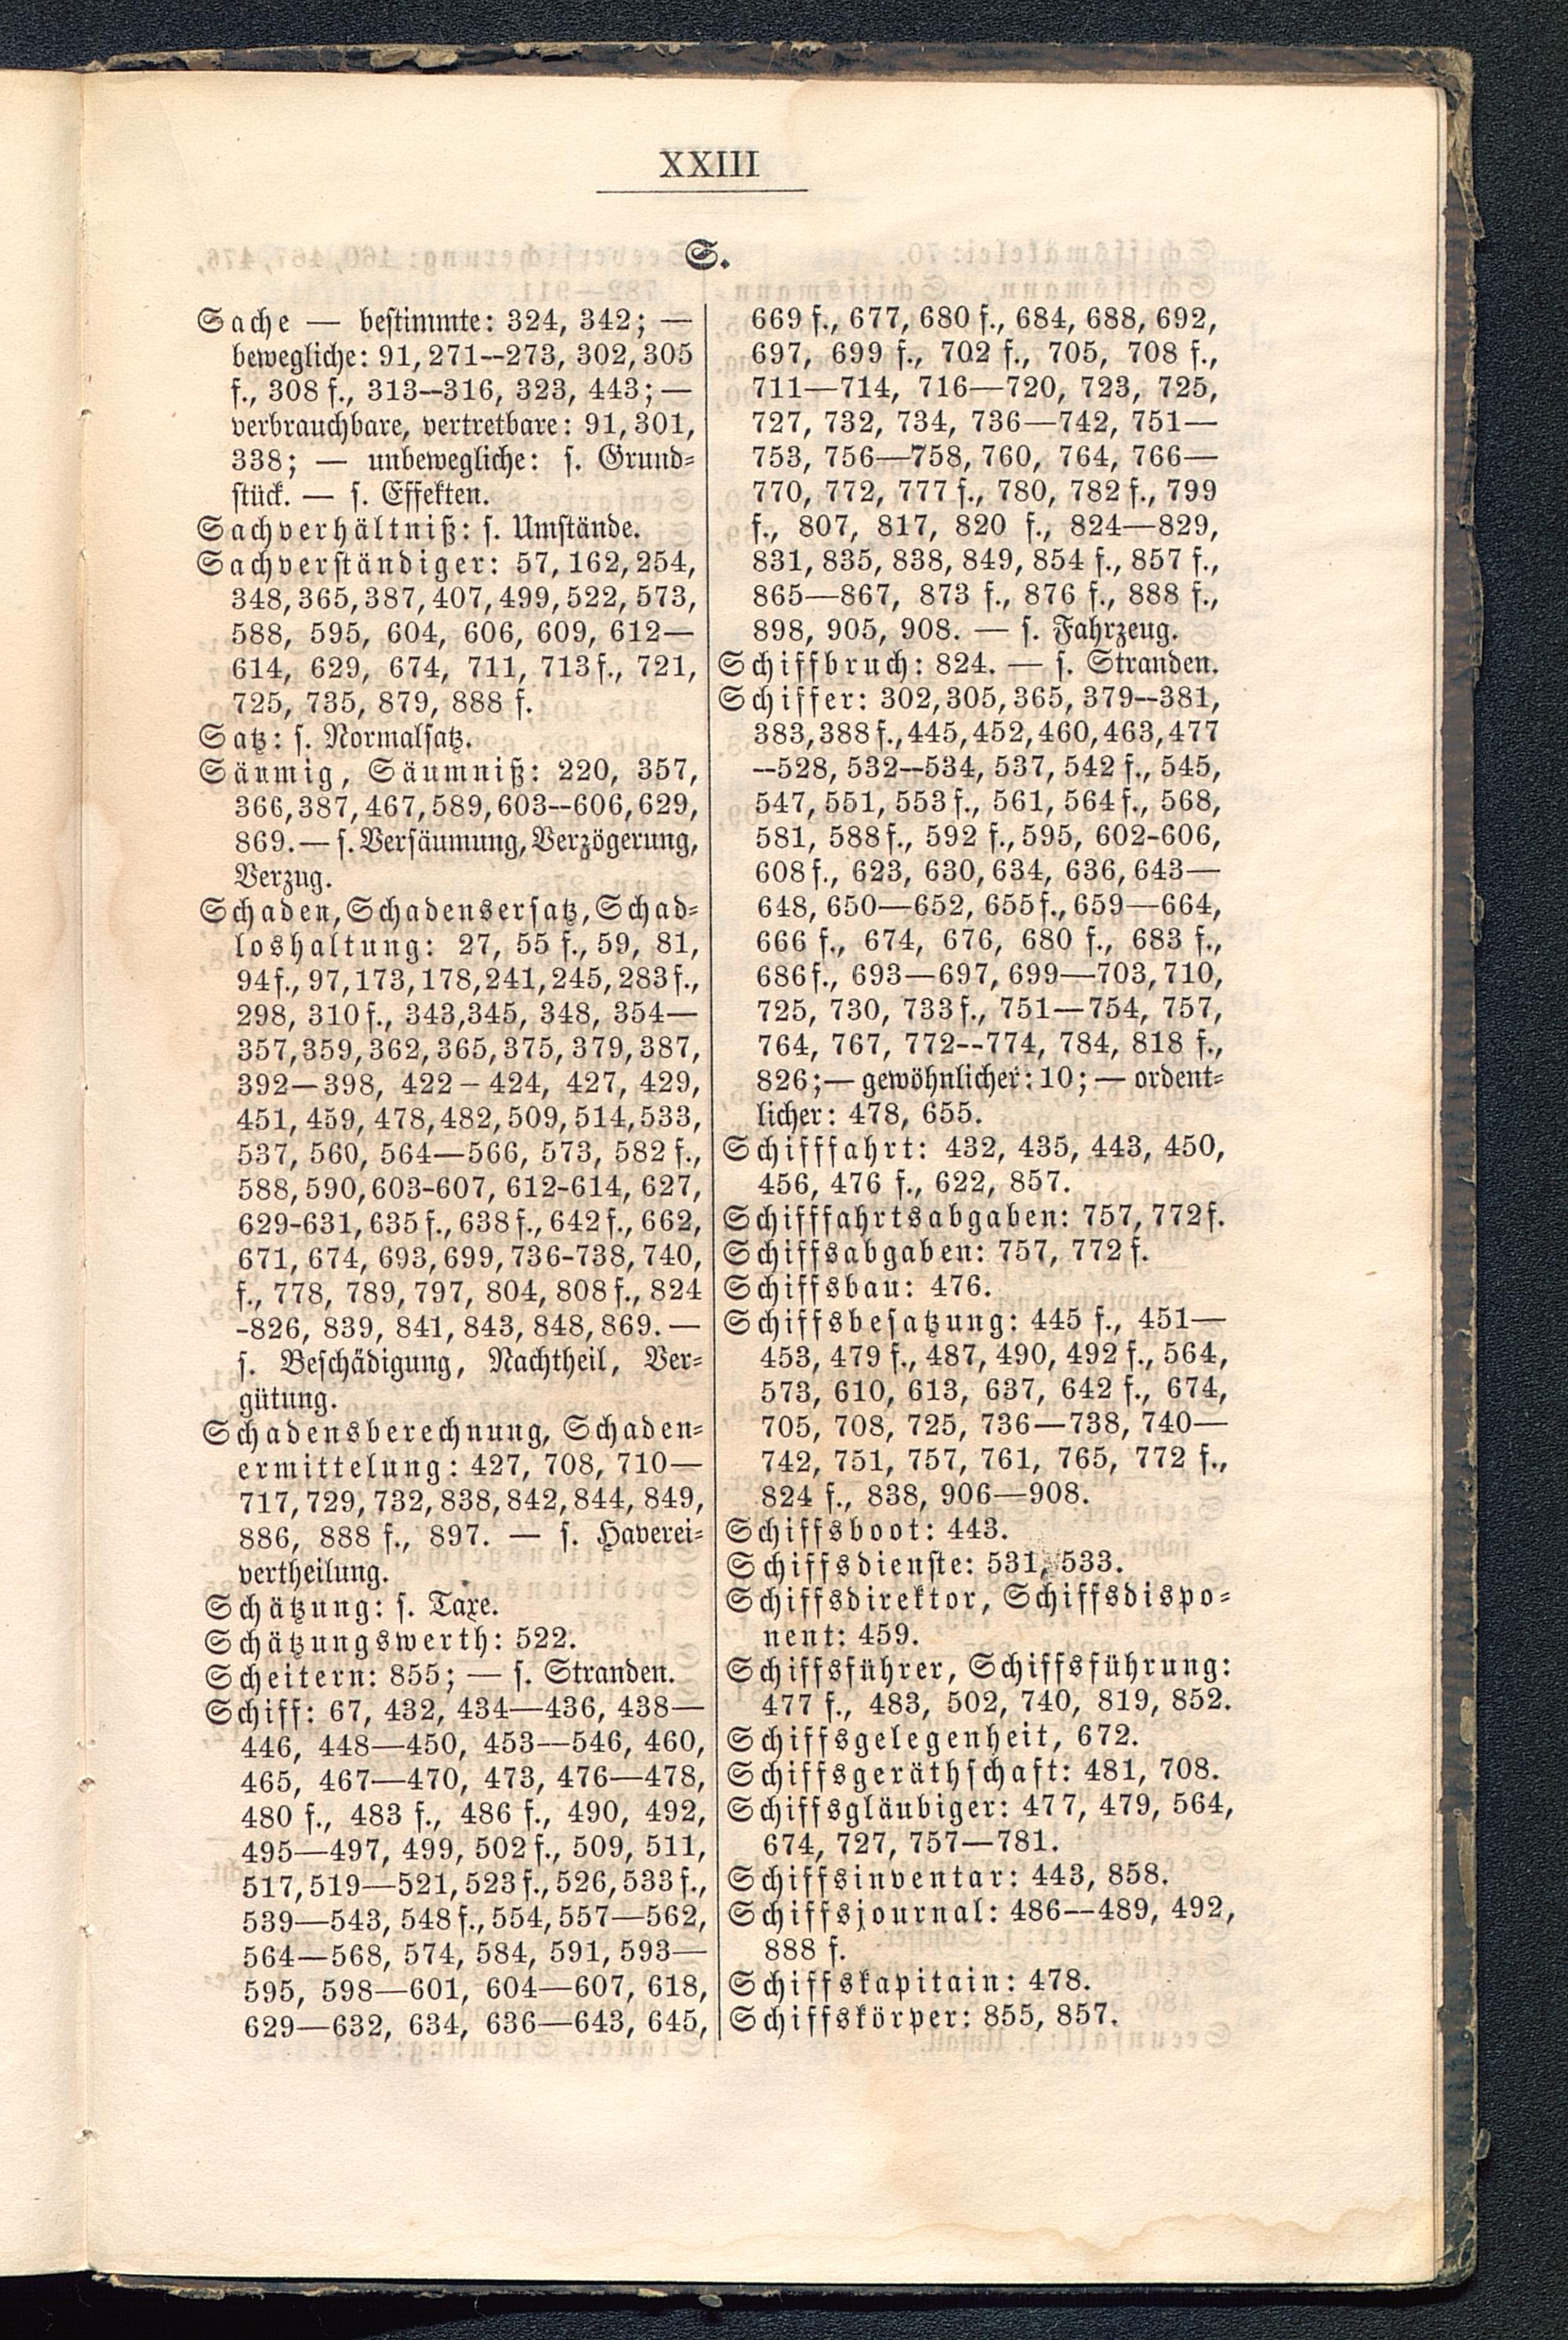 XXIII
S.
Sache — bestimmte: 324, 342; —
bewegliche: 91, 271--273, 302, 305
f., 308 f., 313--316, 323, 443; —
verbrauchbare, vertretbare: 91, 301,
338; — unbewegliche: s. Grund-
stück. — s. Effekten.
Sachverhältniß: s. Umstände.
Sachverständiger: 57, 162, 254,
348, 365, 387, 407, 499, 522, 573,
588, 595, 604, 606, 609, 612—
614, 629, 674, 711, 713 f., 721,
725, 735, 879, 888 f.
Satz: s. Normalsatz.
Säumig, Säumniß: 220, 357,
366, 387, 467, 589, 603--606, 629,
869. — s. Versäumung, Verzögerung,
Verzug.
Schaden, Schadensersatz, Schad-
loshaltung: 27, 55 f., 59, 81,
94 f., 97, 173, 178, 241, 245, 283 f.,
298, 310 f., 343, 345, 348, 354—
357, 359, 362, 365, 375, 379, 387,
392—398, 422—424, 427, 429,
451, 459, 478, 482, 509, 514, 533,
537, 560, 564—566, 573, 582 f.,
588, 590, 603-607, 612-614, 627,
629-631, 635 f., 638 f., 642 f., 662,
671, 674, 693, 699, 736-738, 740,
f., 778, 789, 797, 804, 808 f., 824
-826, 839, 841, 843, 848, 869. —
s. Beschädigung, Nachtheil, Ver-
gütung.
Schadensberechnung, Schaden-
ermittelung: 427, 708, 710—
717, 729, 732, 838, 842, 844, 849,
886, 888 f., 897. — s. Haverei-
vertheilung.
Schätzung: s. Taxe.
Schätzungswerth: 522.
Scheitern: 855; — s. Stranden.
Schiff: 67, 432, 434—436, 438—
446, 448—450, 453—546, 460,
465, 467—470, 473, 476—478,
480 f., 483 f., 486 f., 490, 492,
495—497, 499, 502 f., 509, 511,
517, 519—521, 523 f., 526, 533 f.,
539—543, 548 f., 554, 557—562,
564—568, 574, 584, 591, 593—
595, 598—601, 604—607, 618,
629—632, 634, 636—643, 645,
669 f., 677, 680 f., 684, 688, 692,
697, 699 f., 702 f., 705, 708 f.,
711—714, 716—720, 723, 725,
727, 732, 734, 736—742, 751—
753, 756—758, 760, 764, 766—
770, 772, 777 f., 780, 782 f., 799
f., 807, 817, 820 f., 824—829,
831, 835, 838, 849, 854 f., 857 f.,
865—867, 873 f., 876 f., 888 f.,
898, 905, 908. — s. Fahrzeug.
Schiffbruch: 824. — s. Stranden.
Schiffer: 302, 305, 365, 379--381,
383, 388 f., 445, 452, 460, 463, 477
--528, 532--534, 537, 542 f., 545,
547, 551, 553 f., 561, 564 f., 568,
581, 588 f., 592 f., 595, 602-606,
608 f., 623, 630, 634, 636, 643—
648, 650—652, 655 f., 659—664,
666 f., 674, 676, 680 f., 683 f.,
686 f., 693—697, 699—703, 710,
725, 730, 733 f., 751—754, 757,
764, 767, 772--774, 784, 818 f.,
826; — gewöhnlicher: 10; — ordent-
licher: 478, 655.
Schifffahrt: 432, 435, 443, 450,
456, 476 f., 622, 857.
Schifffahrtsabgaben: 757, 772 f.
Schiffsabgaben: 757, 772 f.
Schiffsbau: 476.
Schiffsbesatzung: 445 f., 451—
453, 479 f., 487, 490, 492 f., 564,
573, 610, 613, 637, 642 f., 674,
705, 708, 725, 736—738, 740—
742, 751, 757, 761, 765, 772 f.,
824 f., 838, 906—908.
Schiffsboot: 443.
Schiffsdienste: 531, 533.
Schiffsdirektor, Schiffsdispo-
nent: 459.
Schiffsführer, Schiffsführung:
477 f., 483, 502, 740, 819, 852.
Schiffsgelegenheit, 672.
Schiffsgeräthschaft: 481, 708.
Schiffsgläubiger: 477, 479, 564,
674, 727, 757—781.
Schiffsinventar: 443, 858.
Schiffsjournal: 486--489, 492,
888 f.
Schiffskapitain: 478.
Schiffskörper: 855, 857.